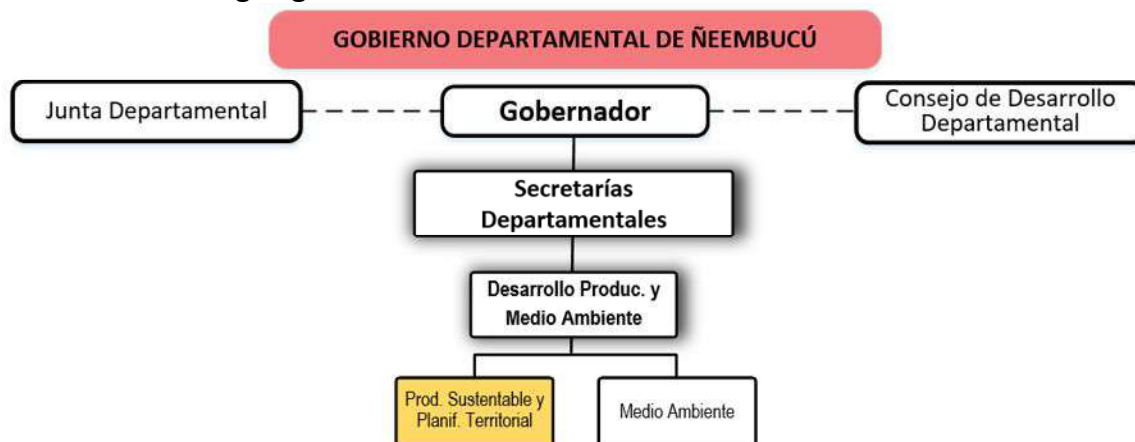 GOBIERNO DEPARTAMENTAL DE ÑEEMBUCÚ
Junta Departamental
Gobernador
Consejo de Desarrollo
Departamental
Secretarías
Departamentales
Desarrollo Produc. y
Medio Ambiente
Prod. Sustentable y
Planif. Territorial
Medio Ambiente